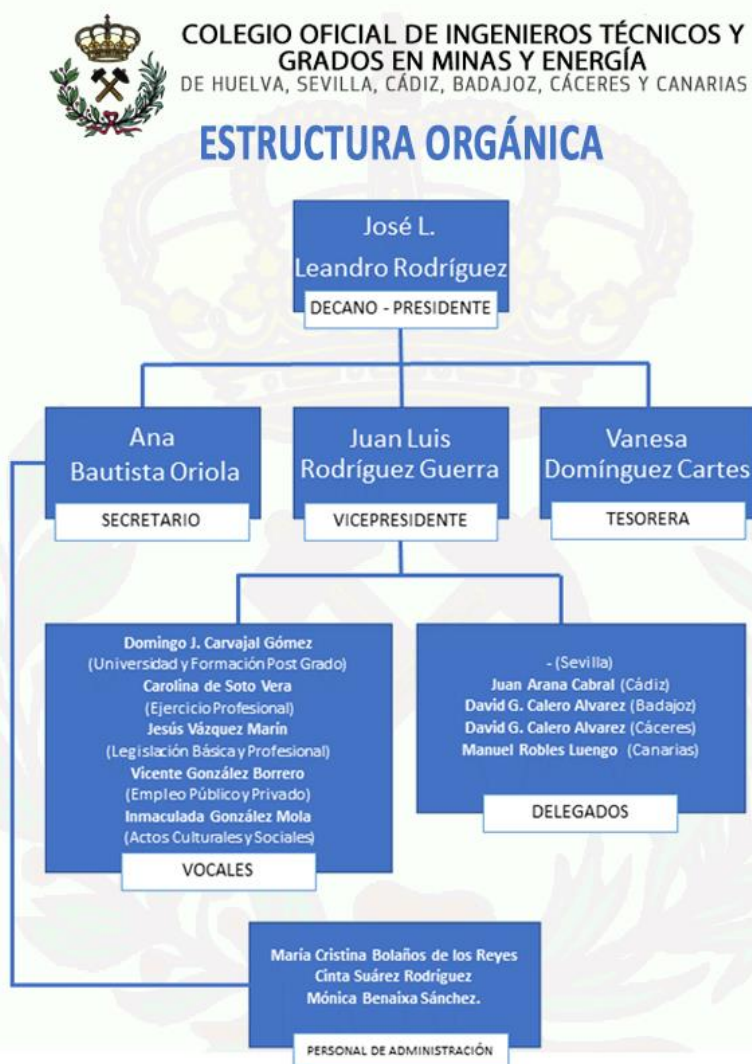 COLEGIO OFICIAL DE INGENIEROS TÉCNICOS Y
GRADOS EN MINAS Y ENERGÍA
DE HUELVA, SEVILLA, CÁDIZ, BADAJOZ, CÁCERES Y CANARIAS
ESTRUCTURA ORGÁNICA
José L.
Leandro Rodríguez
DECANO - PRESIDENTE
Ana
Bautista Oriola
SECRETARIO
Juan Luis
Rodríguez Guerra
VICEPRESIDENTE
Vanesa
Domínguez Cartes
TESORERA
Domingo J. Carvajal Gómez
(Universidad y Formación Post Grado)
Carolina de Soto Vera
(Ejercicio Profesional)
Jesús Vázquez Marín
(Legislación Básica y Profesional)
Vicente González Borrero
(Empleo Público y Privado)
Inmaculada González Mola
(Actos Culturales y Sociales)
VOCALES
- (Sevilla)
Juan Arana Cabral (Cádiz)
David G. Calero Alvarez (Badajoz)
David G. Calero Alvarez (Cáceres)
Manuel Robles Luengo (Canarias)
DELEGADOS
María Cristina Bolaños de los Reyes
Cinta Suárez Rodríguez
Mónica Benaixa Sánchez.
PERSONAL DE ADMINISTRACIÓN